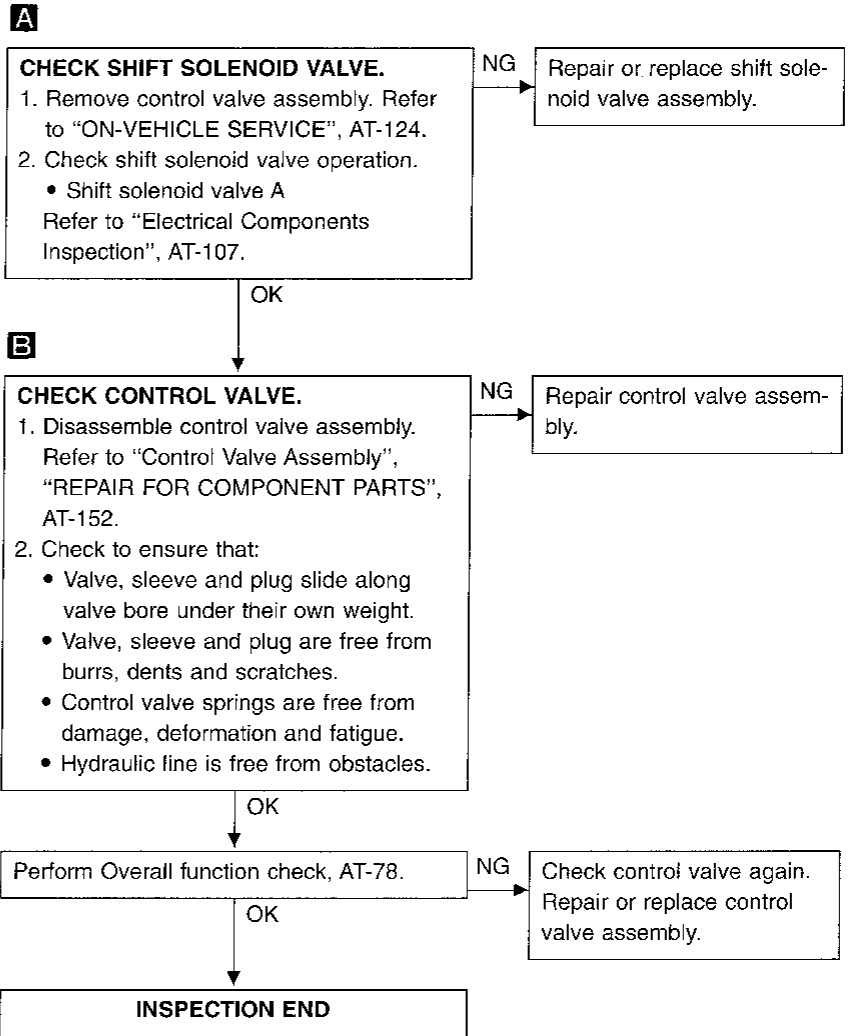 A
CHECK SHIFT SOLENOID VALVE.
1. Remove control valve assembly. Refer
to “ON-VEHICLE SERVICE”, AT-124.
2. Check shift solenoid valve operation.
• Shift solenoid valve A
Refer to “Electrical Components
Inspection”, AT-107.
NG
Repair or replace shift sole-
noid valve assembly.
OK
B
CHECK CONTROL VALVE.
1. Disassemble control valve assembly.
Refer to “Control Valve Assembly”,
“REPAIR FOR COMPONENT PARTS”,
AT-152.
2. Check to ensure that:
• Valve, sleeve and plug slide along
valve bore under their own weight.
• Valve, sleeve and plug are free from
burrs, dents and scratches.
• Control valve springs are free from
damage, deformation and fatigue.
• Hydraulic line is free from obstacles.
NG
Repair control valve assem-
bly.
OK
Perform Overall function check, AT-78.
NG
Check control valve again.
Repair or replace control
valve assembly.
OK
INSPECTION END